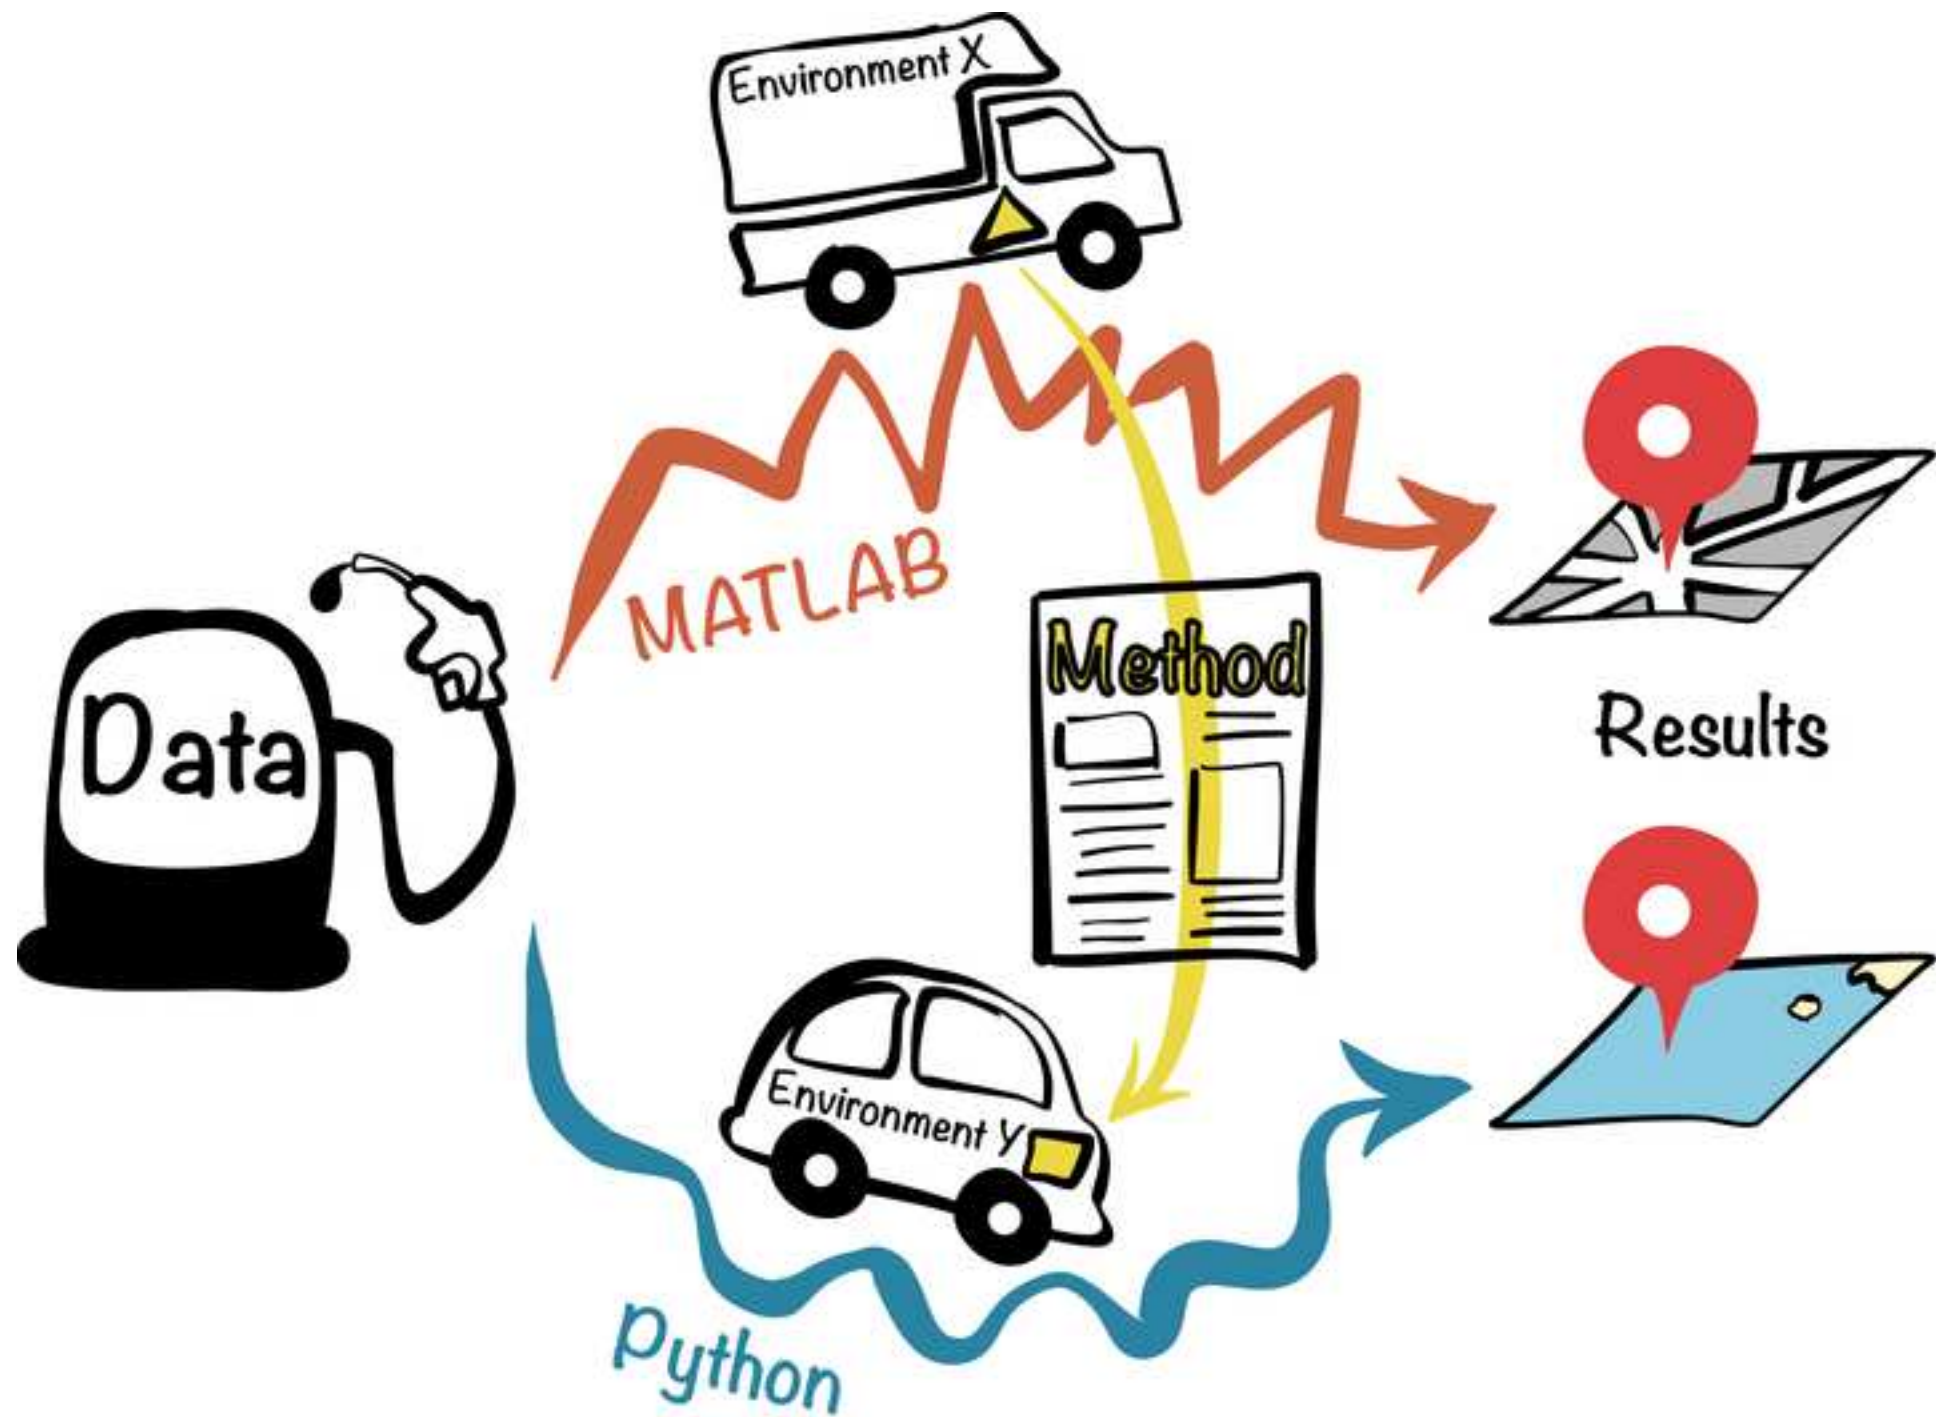 Environment X
MATLAB
Data
Method
Results
Environment Y
Python